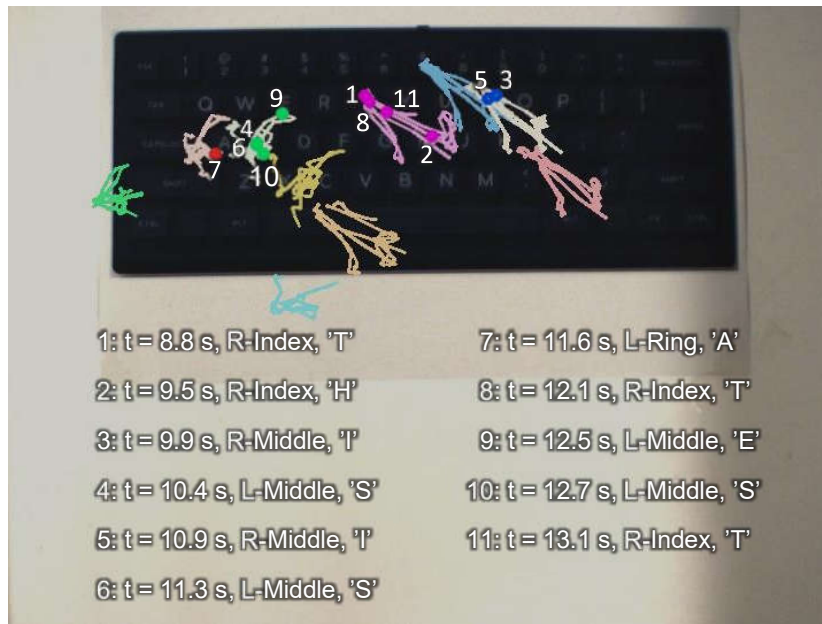 Q W R U O P
D F
Z X C V B N M
9
1
11
5 3
4
8
6
7
10
2
1: t = 8.8 s, R-Index, ’T’
2: t = 9.5 s, R-Index, ’H’
3: t = 9.9 s, R-Middle, ’I’
4: t = 10.4 s, L-Middle, ’S’
5: t = 10.9 s, R-Middle, ’I’
6: t = 11.3 s, L-Middle, ’S’
7: t = 11.6 s, L-Ring, ’A’
8: t = 12.1 s, R-Index, ’T’
9: t = 12.5 s, L-Middle, ’E’
10: t = 12.7 s, L-Middle, ’S’
11: t = 13.1 s, R-Index, ’T’